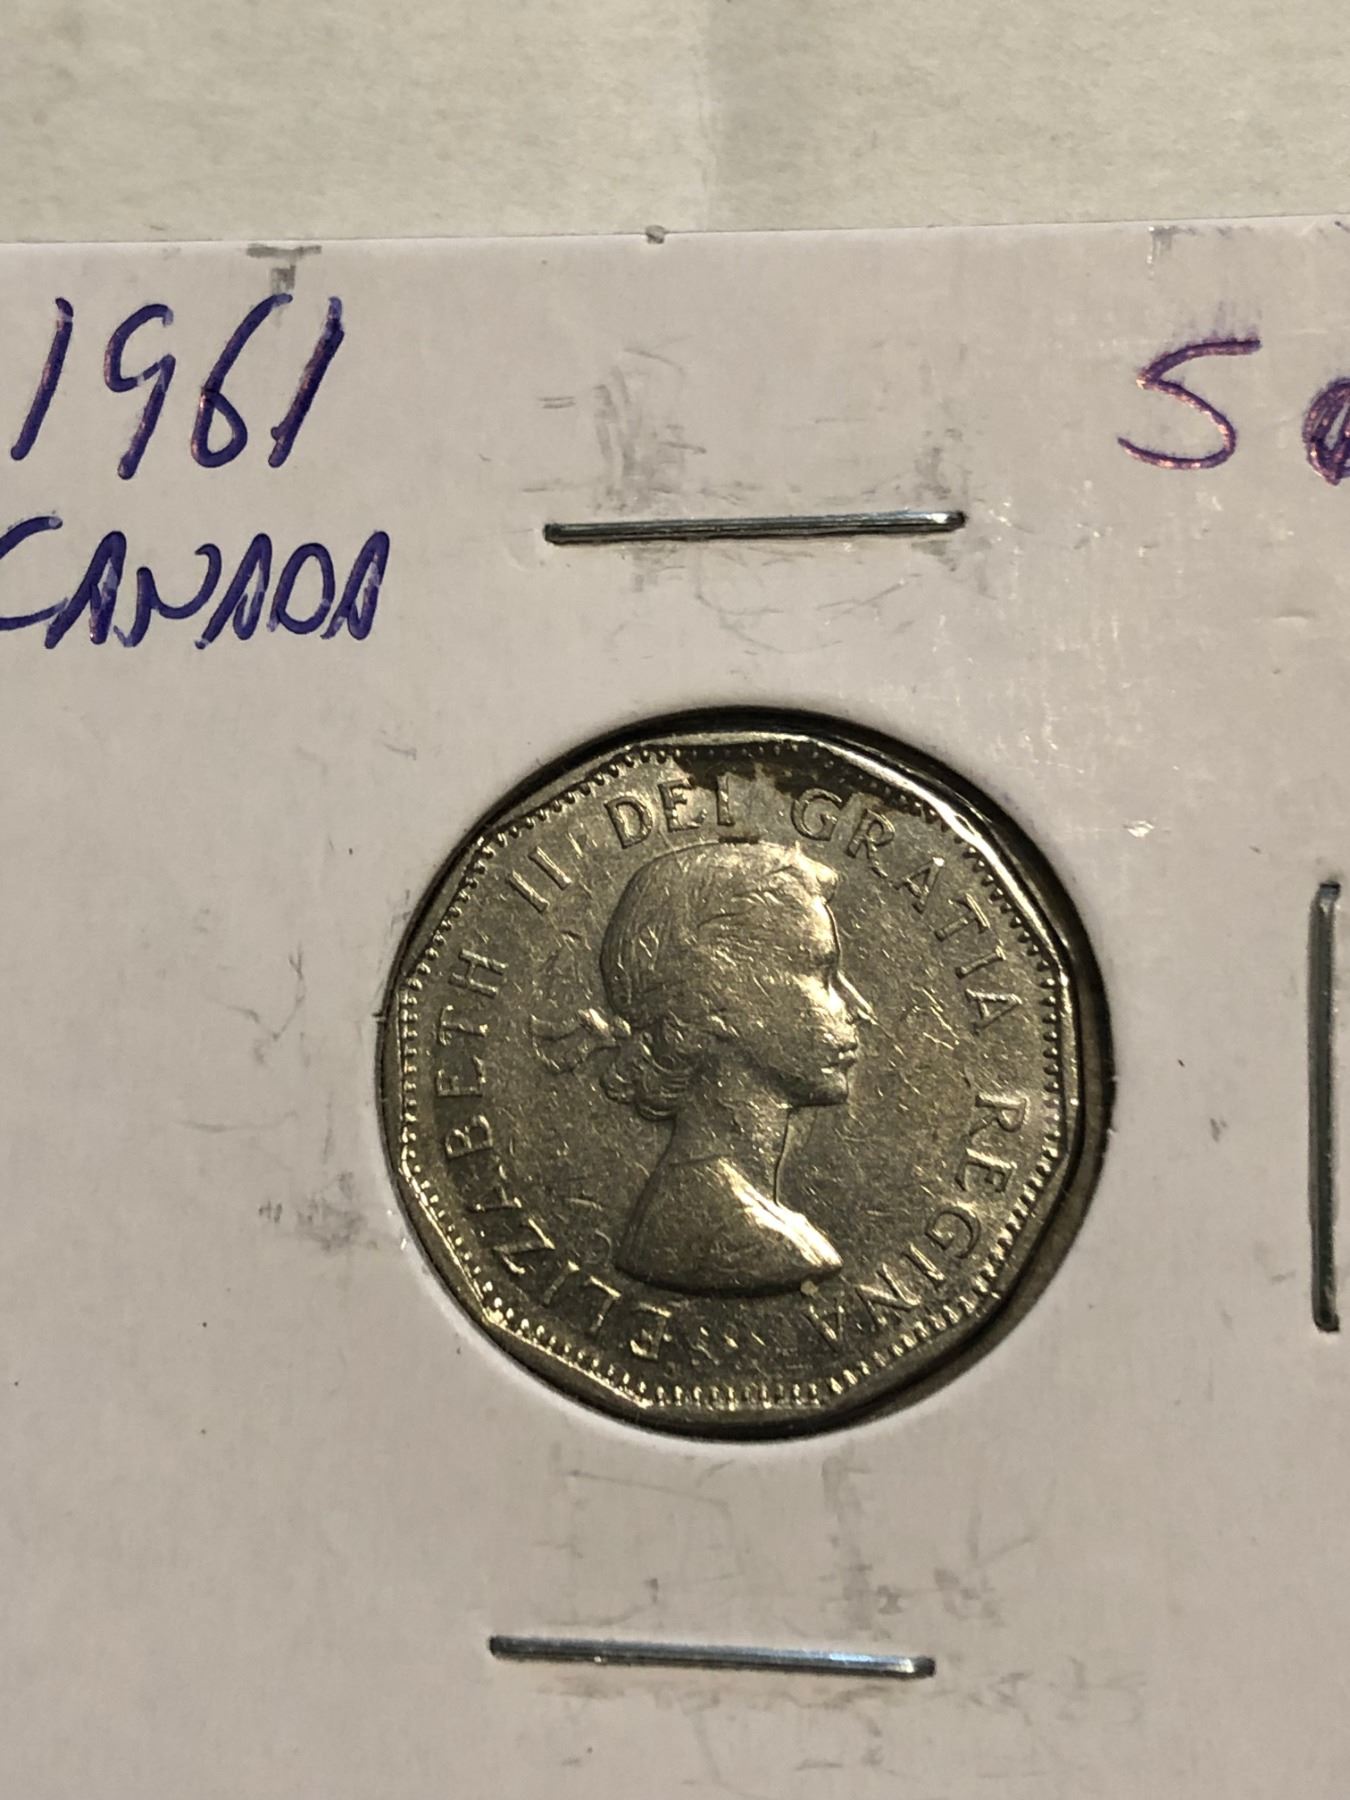 1961
CANADA
5
ELIZABETH II DEI GRATIA REGINA